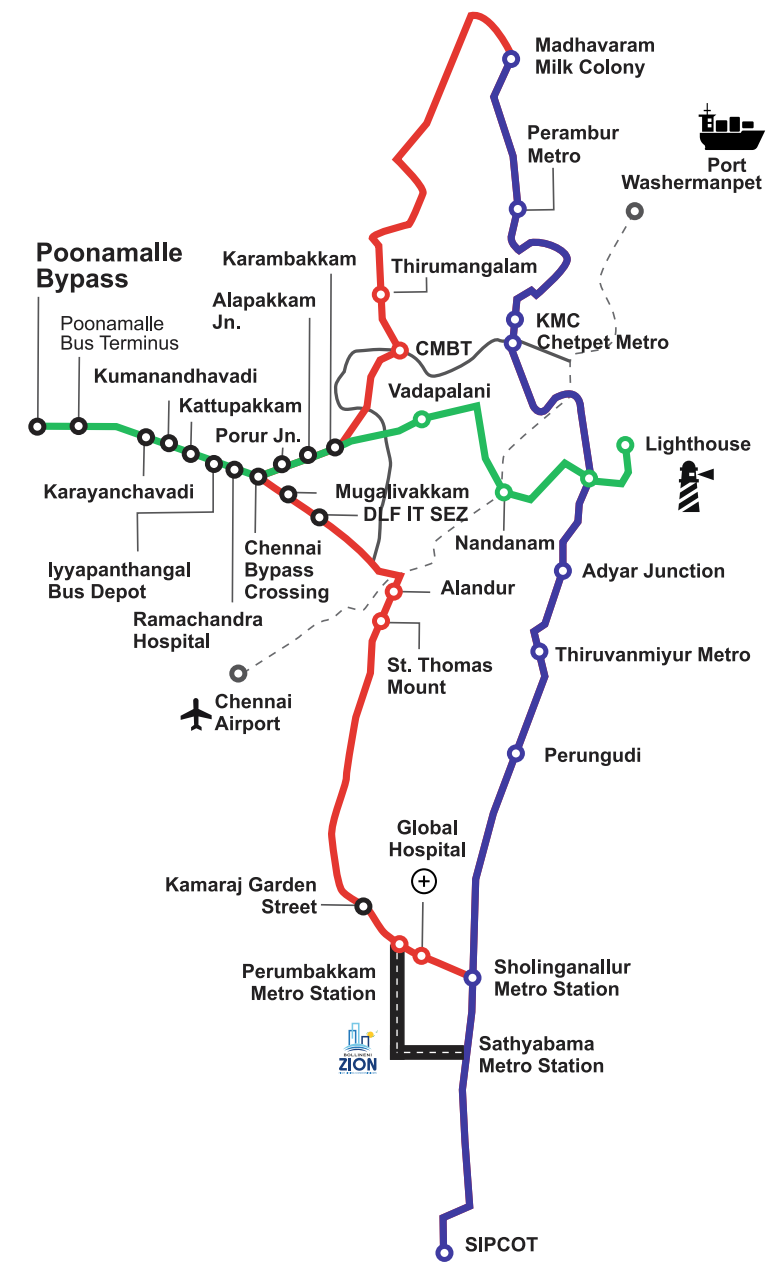 Madhavaram
Milk Colony
Perambur
Metro
Port
Washermanpet
Poonamalle
Bypass
Karambakkam
Thirumangalam
Alapakkam
Jn.
Poonamalle
Bus Terminus
KMC
Chetpet Metro
CMBT
Kumanandhavadi
Vadapalani
Kattupakkam
Porur Jn.
Lighthouse
Karayanchavadi
Mugalivakkam
DLF IT SEZ
Nandanam
Chennai
Bypass
Crossing
Iyyapanthangal
Bus Depot
Adyar Junction
Alandur
Ramachandra
Hospital
Thiruvanmiyur Metro
St. Thomas
Mount
Chennai
Airport
Perungudi
Global
Hospital
Kamaraj Garden
Street
Perumbakkam
Metro Station
Sholinganallur
Metro Station
BOLLINENI
ZION
Sathyabama
Metro Station
SIPCOT